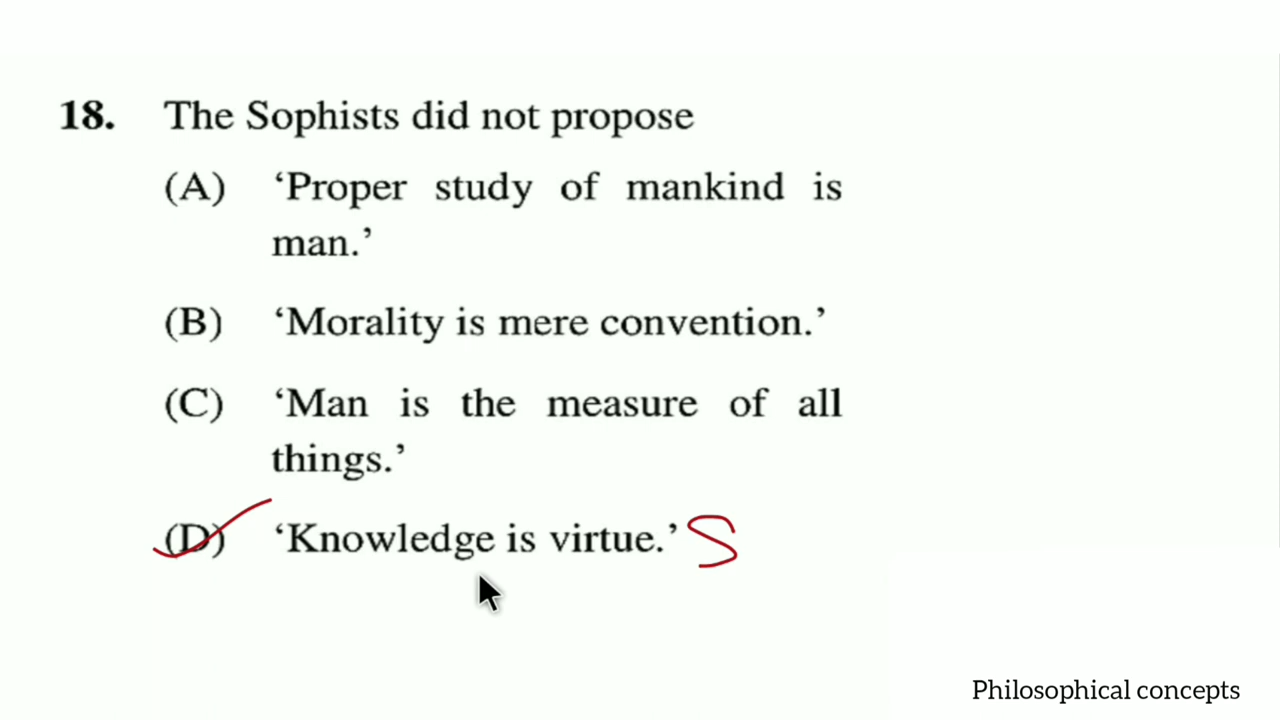 18. The Sophists did not propose
(A) ‘Proper study of mankind is
man.’
(B) ‘Morality is mere convention.’
(C) ‘Man is the measure of all
things.’
(D) ‘Knowledge is virtue.’ S
Philosophical concepts